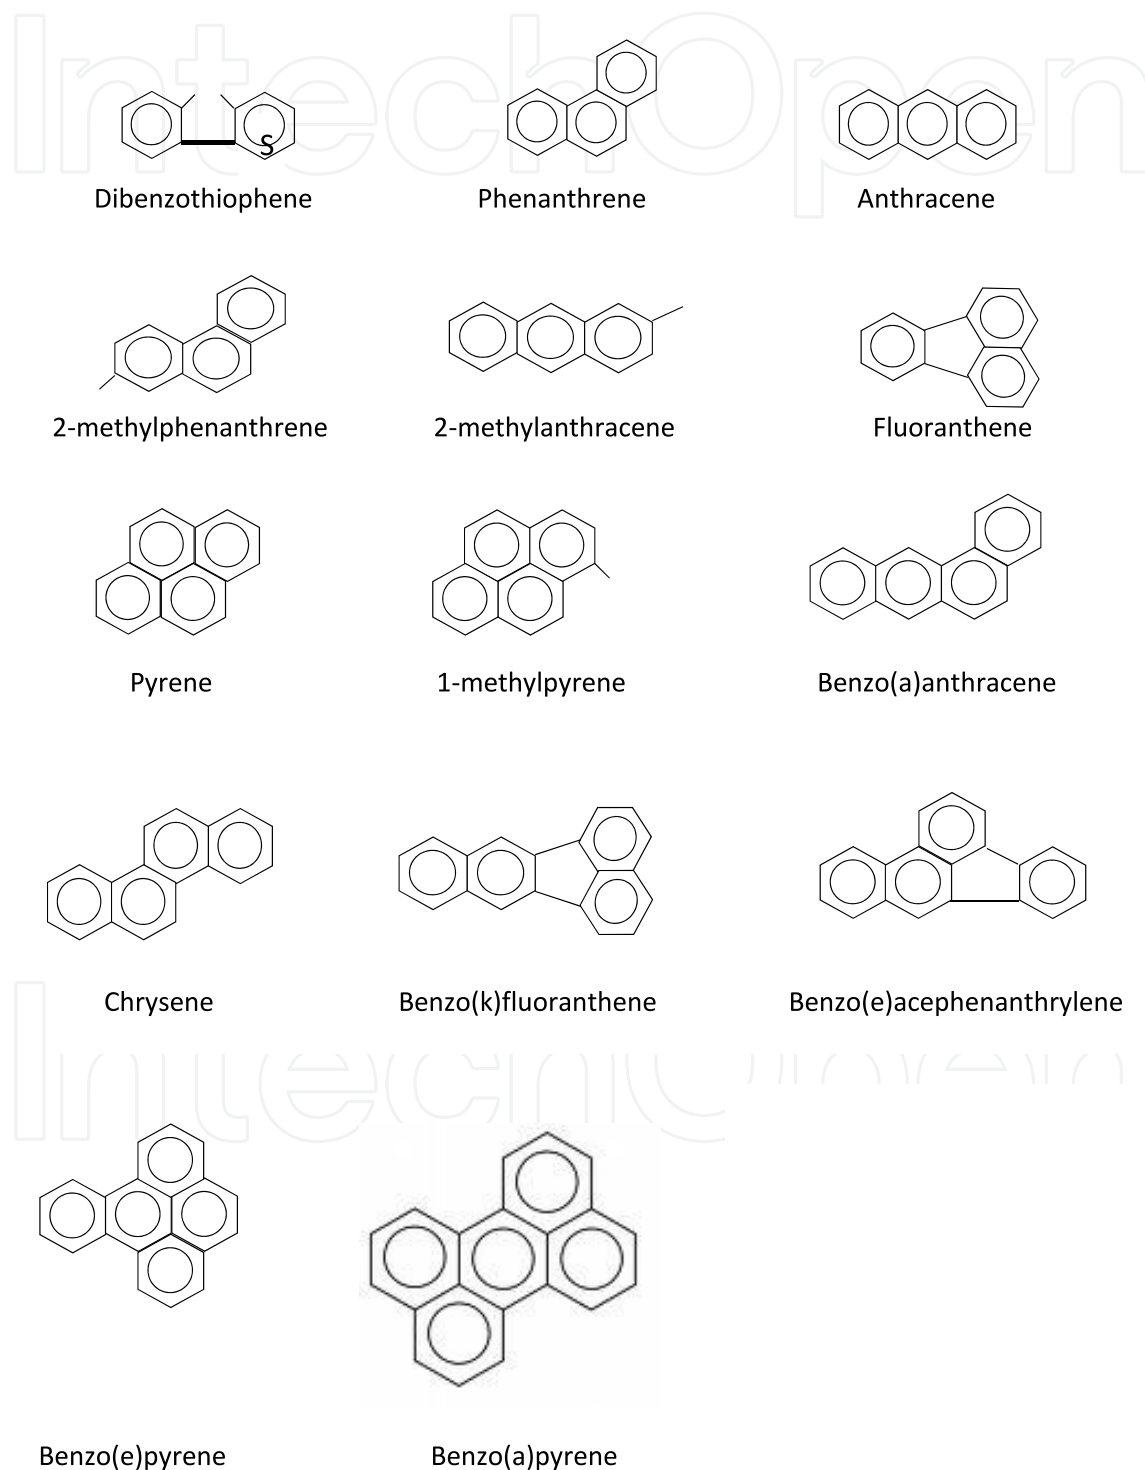 IntechOpen
S
Dibenzothiophene Phenanthrene Anthracene
2-methylphenanthrene 2-methylanthracene Fluoranthene
Pyrene 1-methylpyrene Benzo(a)anthracene
Chrysene Benzo(k)fluoranthene Benzo(e)acephenanthrylene
IntechOpen
Benzo(e)pyrene Benzo(a)pyrene